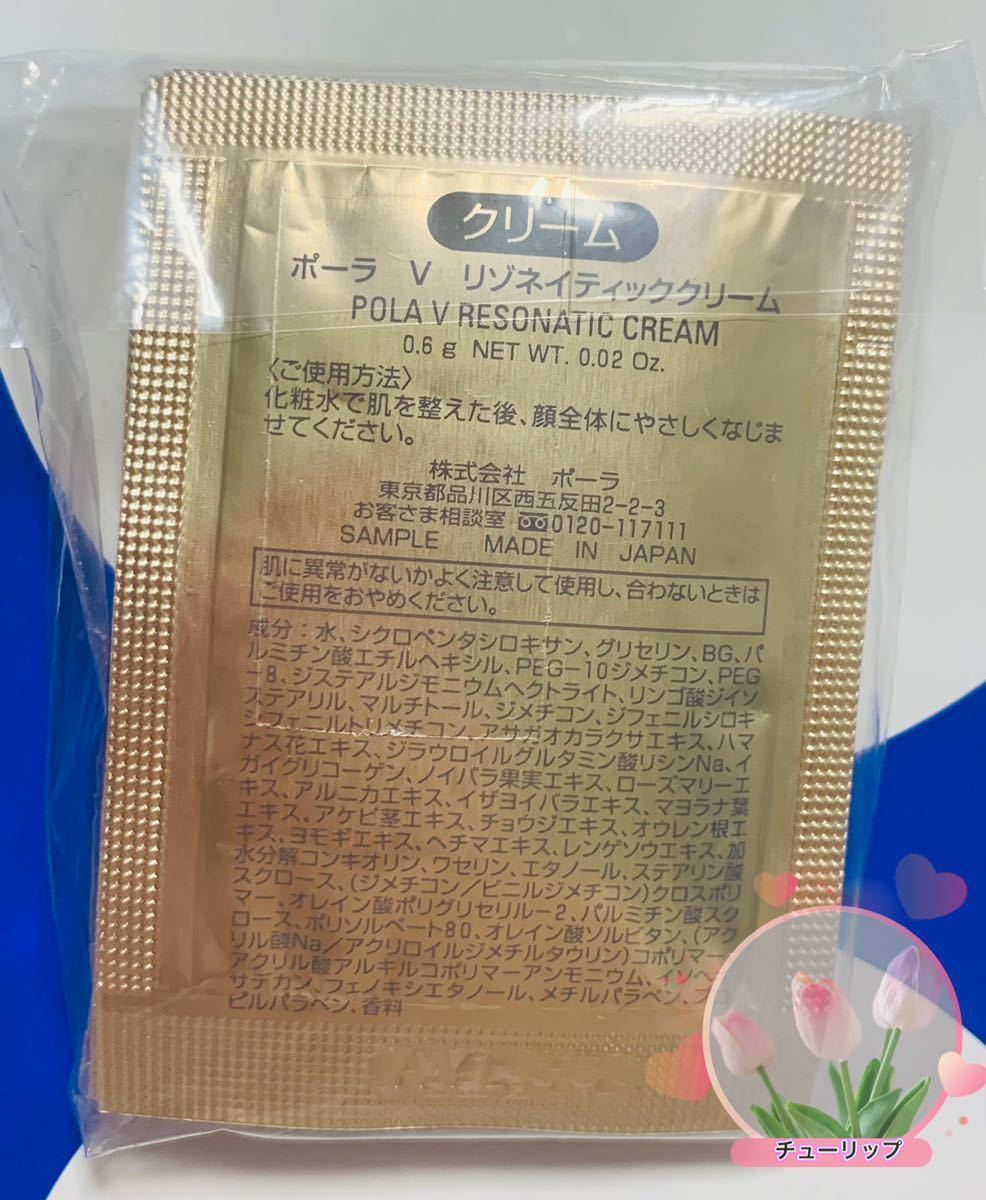 クリーム
ポーラ V リゾネイティッククリーム
POLA V RESONATIC CREAM
0.6 g NET WT. 0.02 Oz.
〈ご使用方法〉
化粧水で肌を整えた後、顔全体にやさしくなじま
せてください。
株式会社 ポーラ
東京都品川区西五反田2-2-3
お客さま相談室 0120-117111
SAMPLE MADE IN JAPAN
肌に異常がないかよく注意して使用し、合わないときは
ご使用をおやめください。
成分:水、シクロペンタシロキサン、グリセリン、BG、パ
ルミチン酸エチルヘキシル、PEG-10ジメチコン、PEG
-8、ジステアルジモニウムヘクトライト、リンゴ酸ジイソ
ステアリル、マルチトール、ジメチコン、ジフェニルシロキ
シフェニルトリメチコン、アサガオカラクサエキス、ハマ
ナス花エキス、ジラウロイルグルタミン酸リシンNa、イ
ガイグリコーゲン、ノイバラ果実エキス、ローズマリーエ
キス、アルニカエキス、イザヨイバラエキス、マヨラナ葉
エキス、アケビ茎エキス、チョウジエキス、オウレン根エ
キス、ヨモギエキス、ヘチマエキス、レンゲソウエキス、加
水分解コンキオリン、ワセリン、エタノール、ステアリン酸
スクロース、(ジメチコン/ビニルジメチコン)クロスポリ
マー、オレイン酸ポリグリセリル-2、パルミチン酸スク
ロース、ポリソルベート80、オレイン酸ソルビタン、(アク
リル酸Na/アクリロイルジメチルタウリン)コポリマー、
アクリル酸アルキルコポリマーアンモニウム、イソヘキ
サデカン、フェノキシエタノール、メチルパラベン、プロ
ピルパラベン、香料
チューリップ